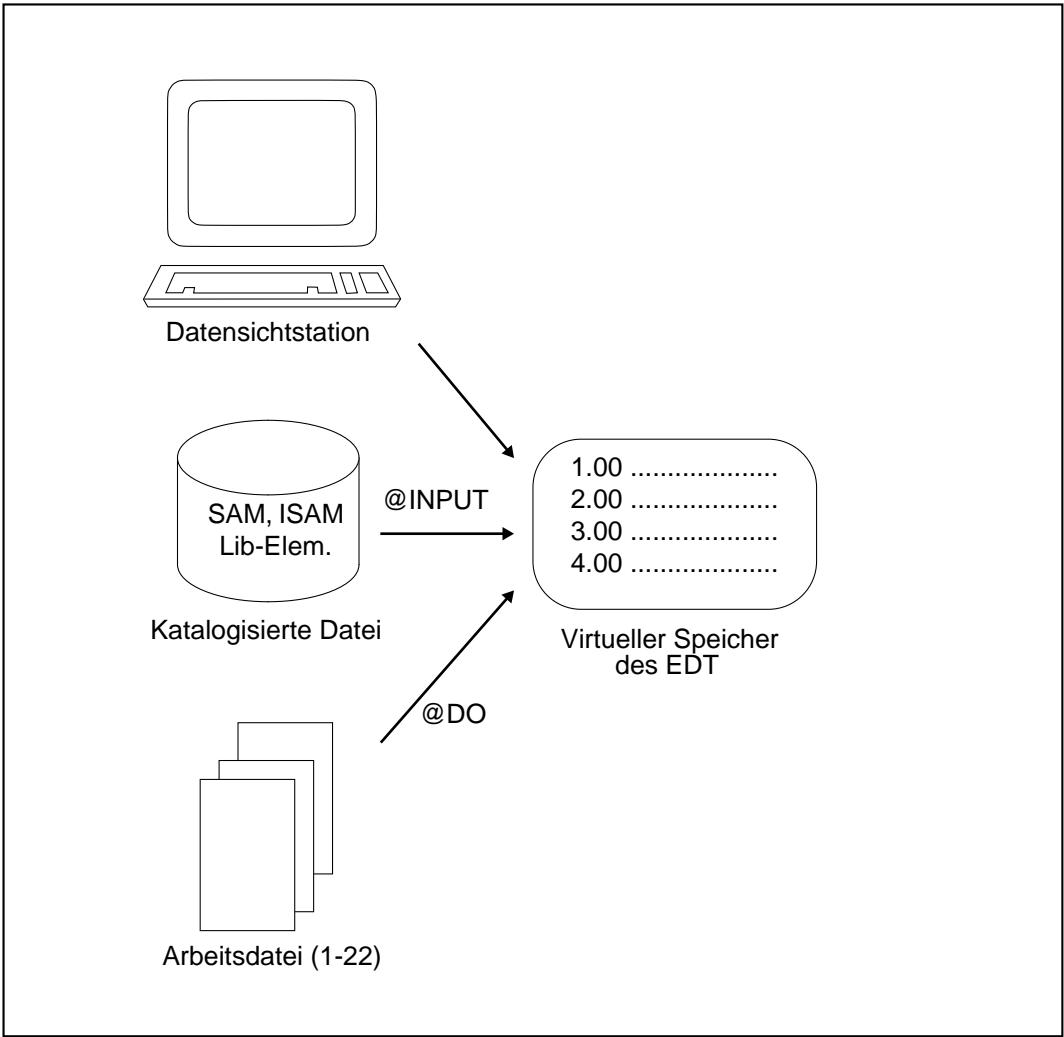 Datensichtstation
SAM, ISAM
Lib-Elem.
@INPUT
Katalogisierte Datei
1.00 .....................
2.00 .....................
3.00 .....................
4.00 .....................
Virtueller Speicher
des EDT
@DO
Arbeitsdatei (1-22)